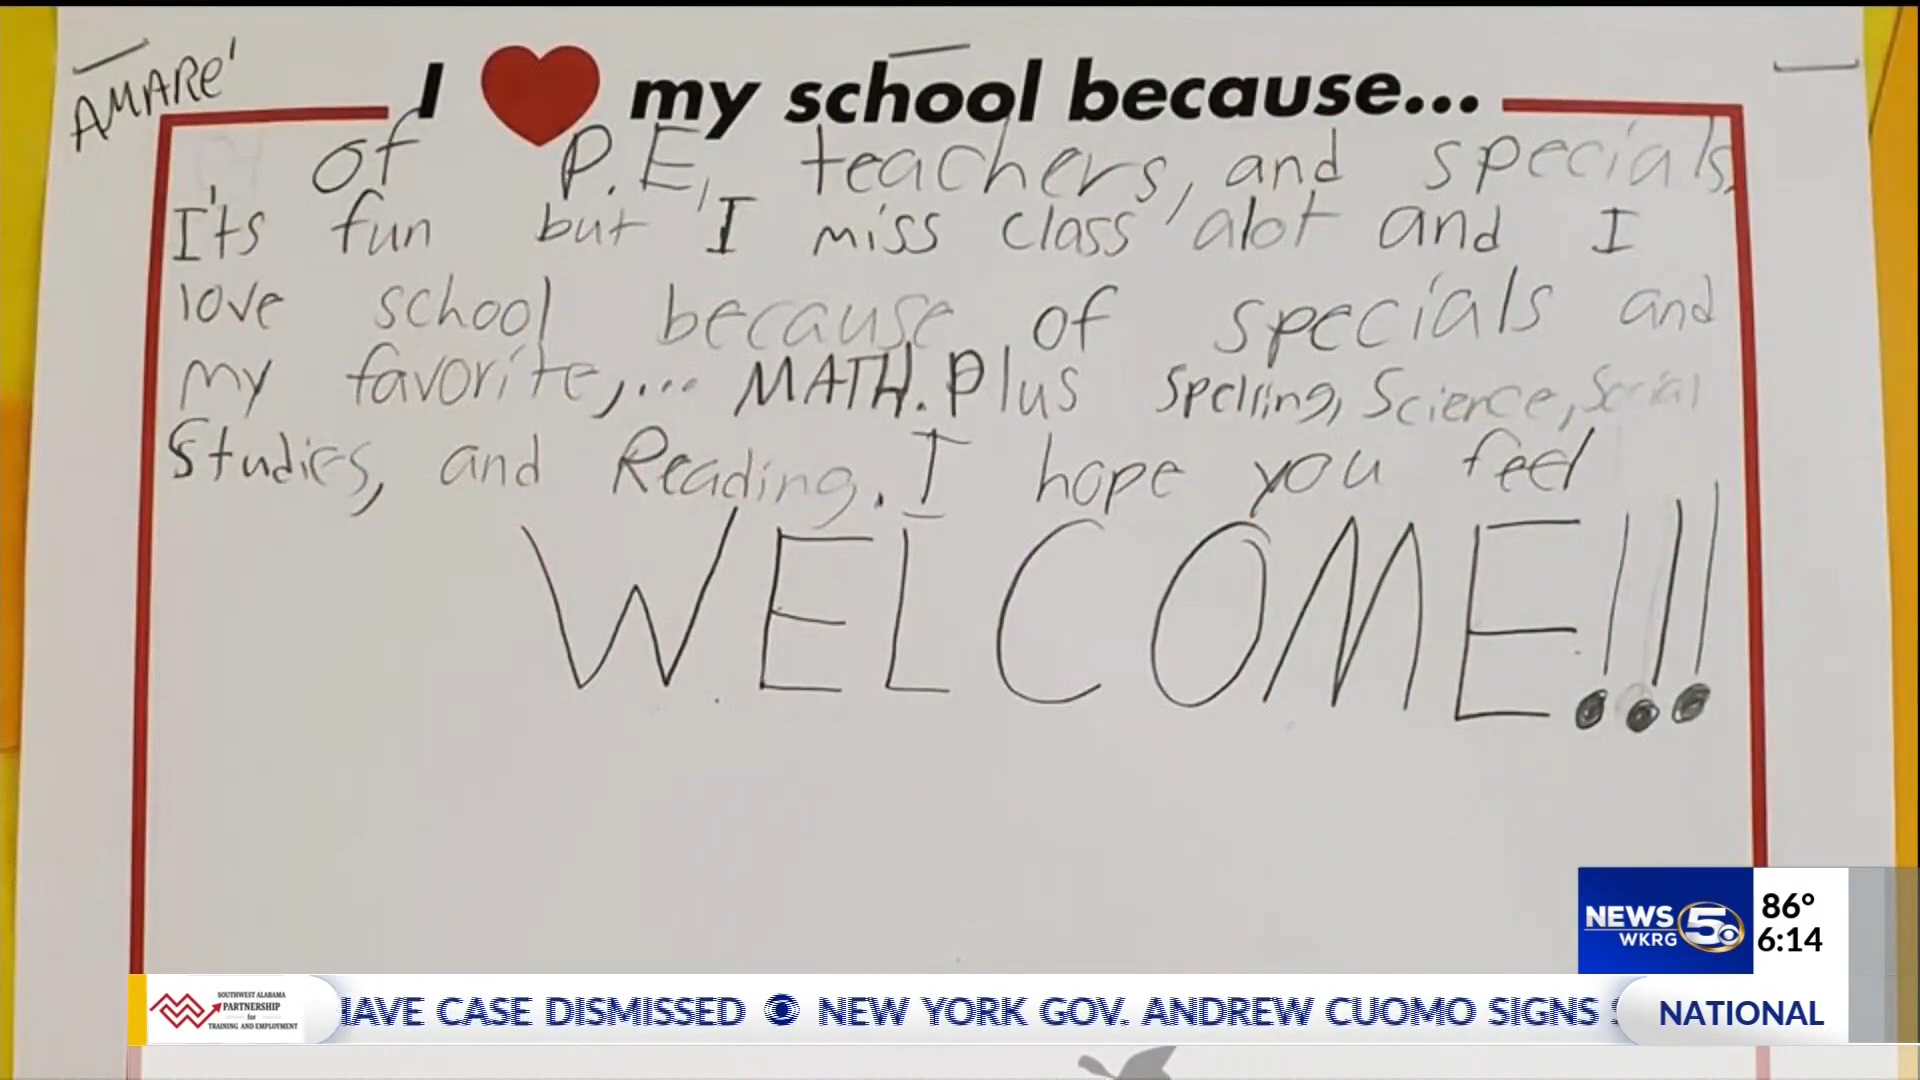 AMARE'
I my school because...
of P.E, teachers, and specials.
It's fun but I miss class alot and I
love school because of specials and
my favorite,... MATH. Plus Spelling, Science, Social
Studies, and Reading. I hope you feel
WELCOME!!!
NEWS 5
WKRG
86°
6:14
SOUTHWEST ALABAMA
PARTNERSHIP
for
TRAINING AND EMPLOYMENT
HAVE CASE DISMISSED NEW YORK GOV. ANDREW CUOMO SIGNS
NATIONAL